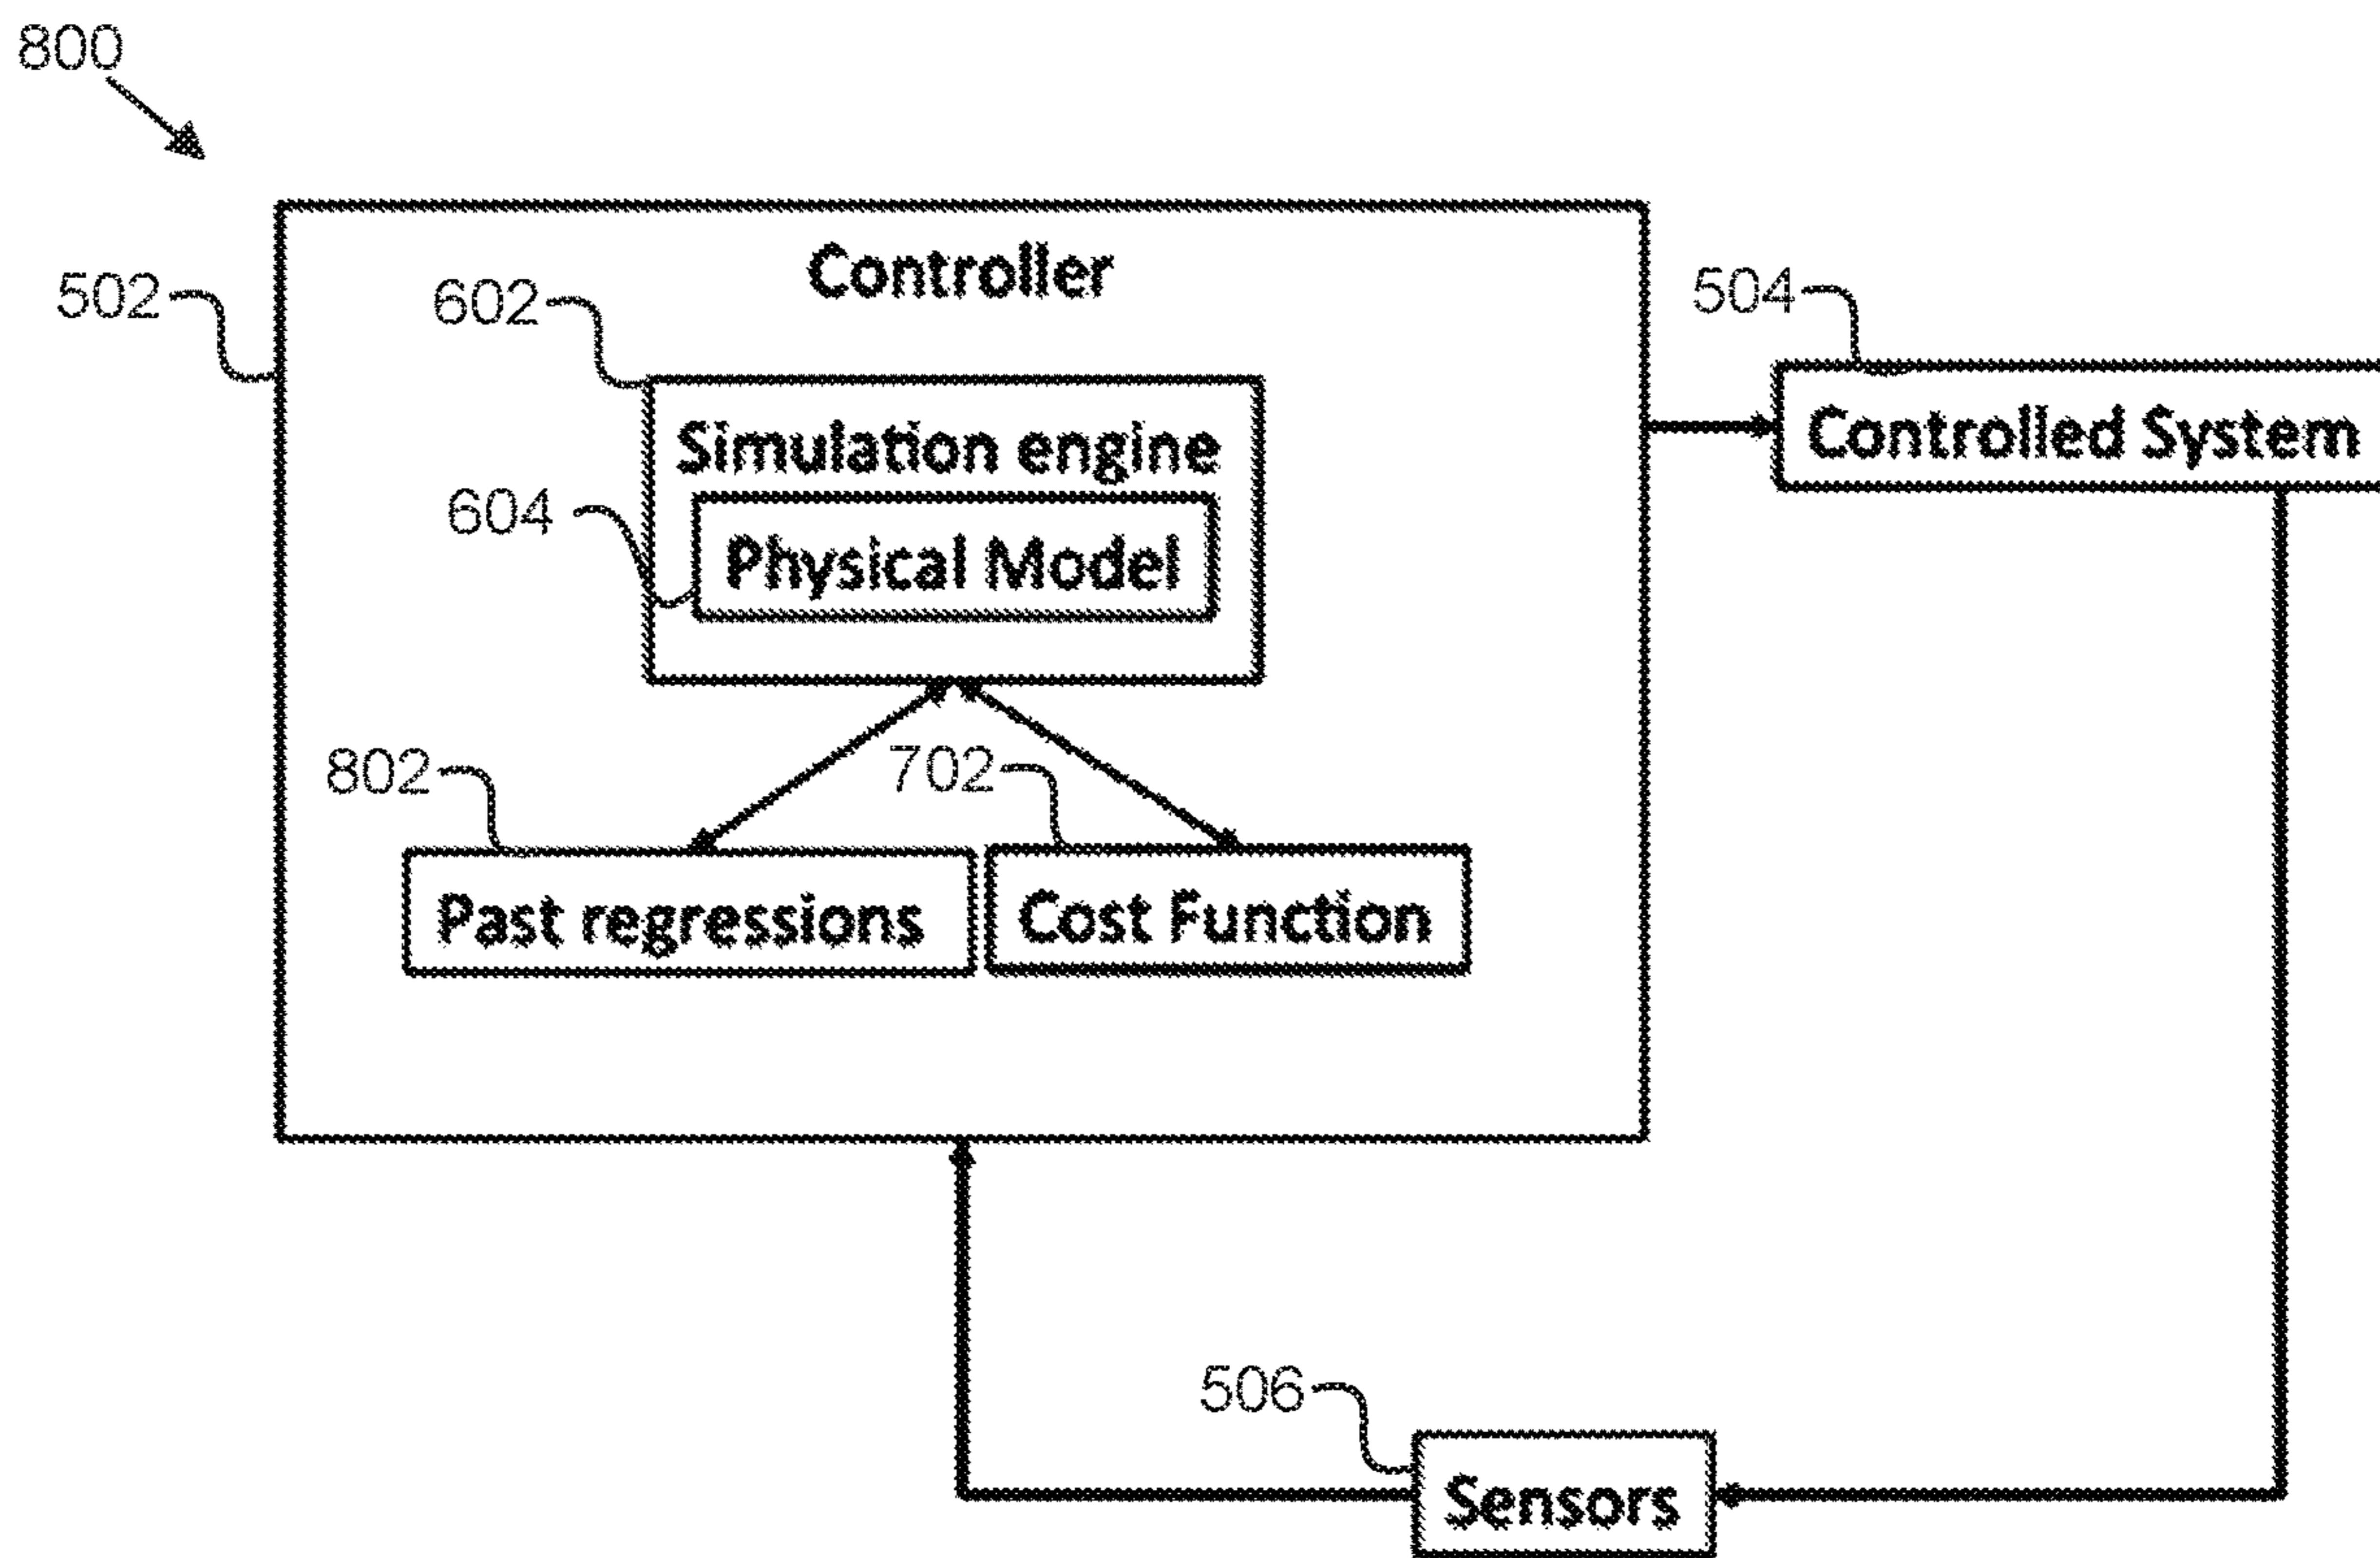 800
Controller
502
602
504
Simulation engine
Controlled System
604
Physical Model
802
702
Past regressions
Cost Function
506
Sensors